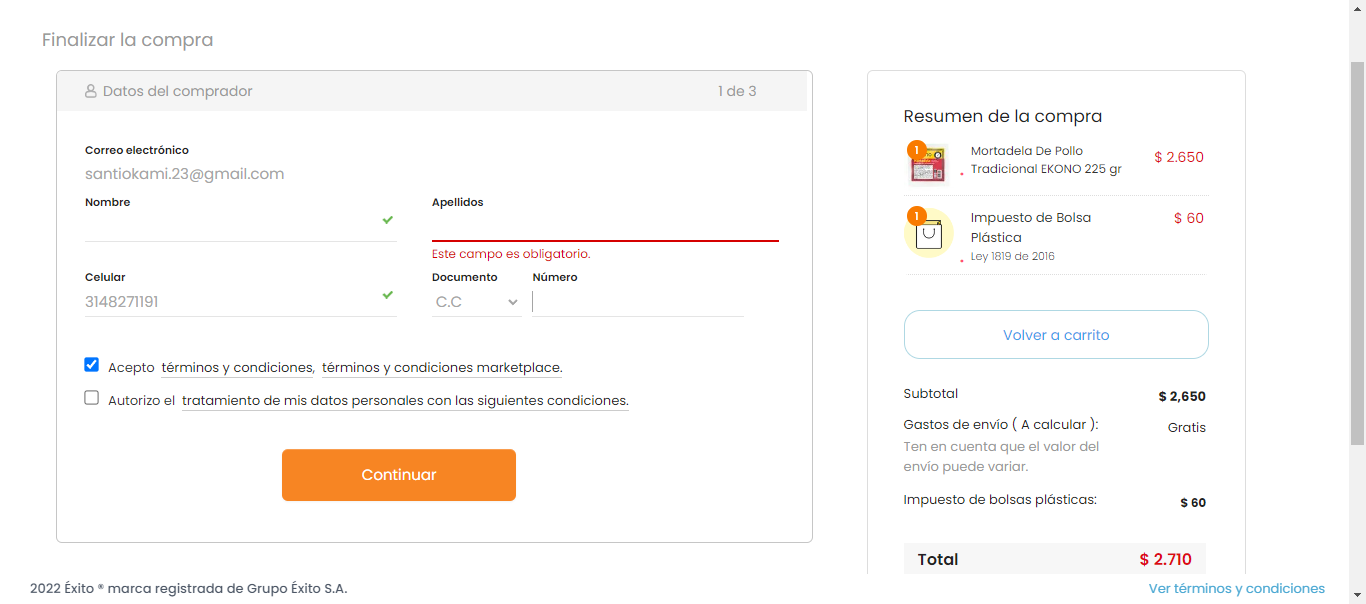 Finalizar la compra
Datos del comprador
1 de 3
Correo electrónico
santiokami.23@gmail.com
Nombre
Apellidos
Este campo es obligatorio.
Celular
3148271191
Documento
C.C
Número
Acepto términos y condiciones, términos y condiciones marketplace.
Autorizo el tratamiento de mis datos personales con las siguientes condiciones.
Continuar
Resumen de la compra
1
Mortadela De Pollo
Tradicional EKONO 225 gr
$ 2.650
1
Impuesto de Bolsa
Plástica
Ley 1819 de 2016
$ 60
Volver a carrito
Subtotal
$ 2,650
Gastos de envío ( A calcular ):
Gratis
Ten en cuenta que el valor del
envío puede variar.
Impuesto de bolsas plásticas:
$ 60
Total
$ 2.710
2022 Éxito ® marca registrada de Grupo Éxito S.A.
Ver términos y condiciones